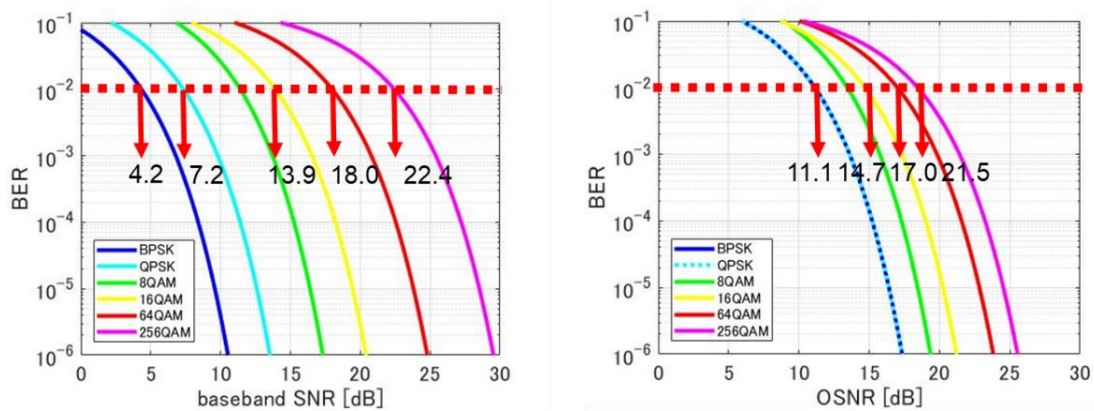 10⁻¹
10⁻²
10⁻³
10⁻⁴
10⁻⁵
10⁻⁶
BER
4.2 7.2 13.9 18.0 22.4
BPSK
QPSK
8QAM
16QAM
64QAM
256QAM
0 5 10 15 20 25 30
baseband SNR [dB]
10⁻¹
10⁻²
10⁻³
10⁻⁴
10⁻⁵
10⁻⁶
BER
11.1 14.7 17.0 21.5
BPSK
QPSK
8QAM
16QAM
64QAM
256QAM
0 5 10 15 20 25 30
OSNR [dB]